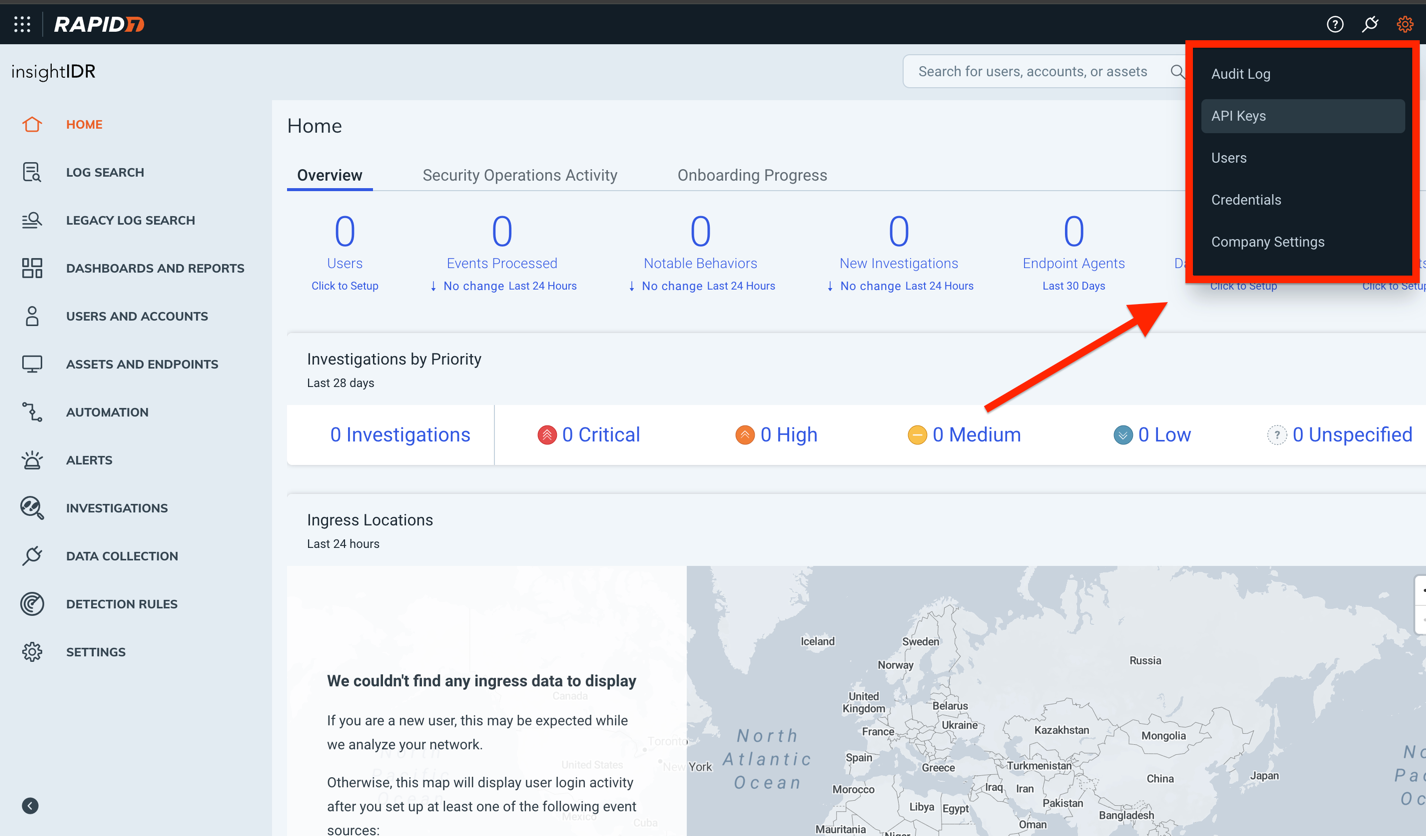 RAPID7
insightIDR
Search for users, accounts, or assets
Audit Log
API Keys
Users
Credentials
Company Settings
HOME
LOG SEARCH
LEGACY LOG SEARCH
DASHBOARDS AND REPORTS
USERS AND ACCOUNTS
ASSETS AND ENDPOINTS
AUTOMATION
ALERTS
INVESTIGATIONS
DATA COLLECTION
DETECTION RULES
SETTINGS
Home
Overview Security Operations Activity Onboarding Progress
0 0 0 0 0
Users Events Processed Notable Behaviors New Investigations Endpoint Agents
Click to Setup ↓ No change Last 24 Hours ↓ No change Last 24 Hours ↓ No change Last 24 Hours Last 30 Days Click to Setup Click to Setup
Investigations by Priority
Last 28 days
0 Investigations 0 Critical 0 High 0 Medium 0 Low ? 0 Unspecified
Ingress Locations
Last 24 hours
We couldn't find any ingress data to display
If you are a new user, this may be expected while
we analyze your network.
Otherwise, this map will display user login activity
after you set up at least one of the following event
sources:
Canada
Toronto
United States
New York
Mexico
Cuba
Iceland
Sweden
Norway
Russia
United
Kingdom
Belarus
Ukraine
France
Kazakhstan
Mongolia
North
Atlantic
Ocean
Spain
Greece
Turkmenistan
China
Japan
Morocco
Iraq
Iran
Libya
Egypt
Pakistan
Bangladesh
Mauritania
Niger
Oman